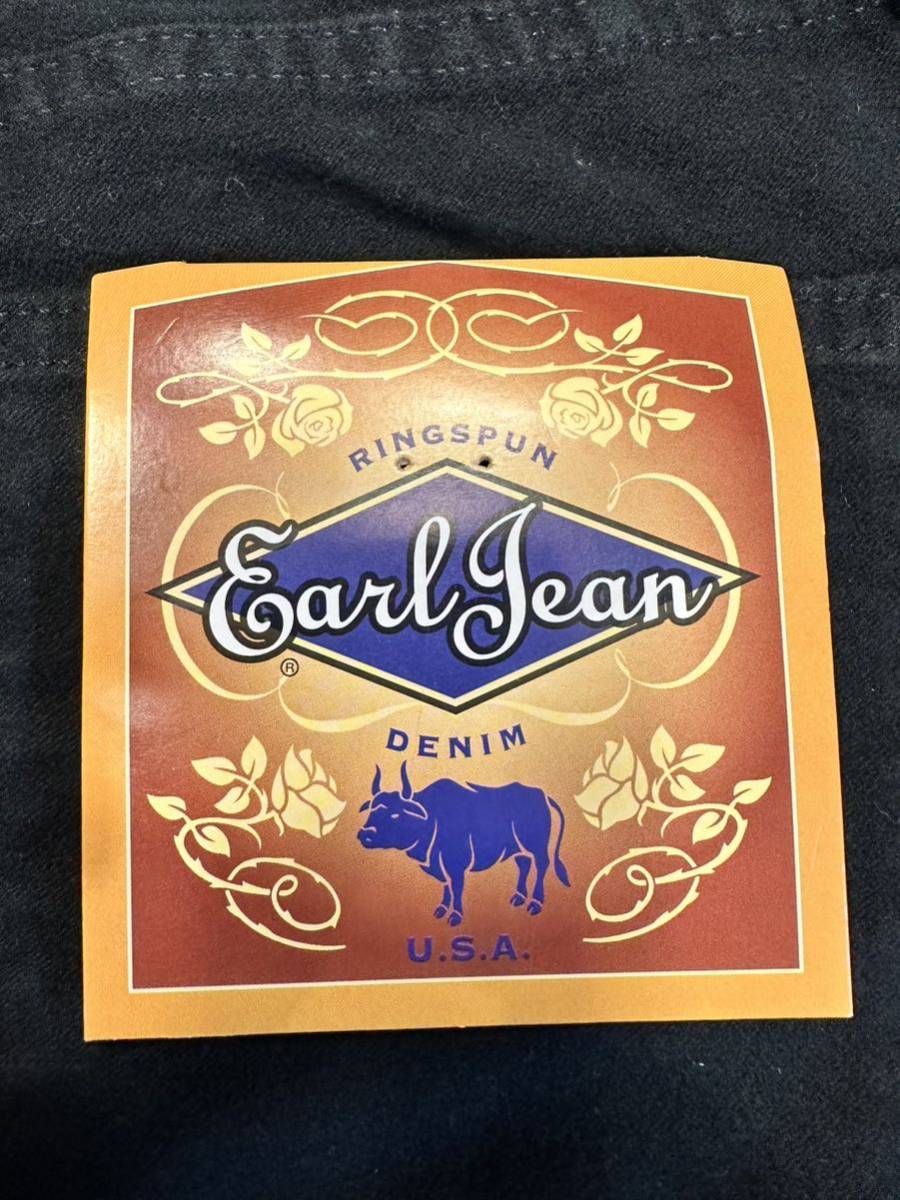 RINGSPUN
Earl Jean
®
DENIM
U.S.A.